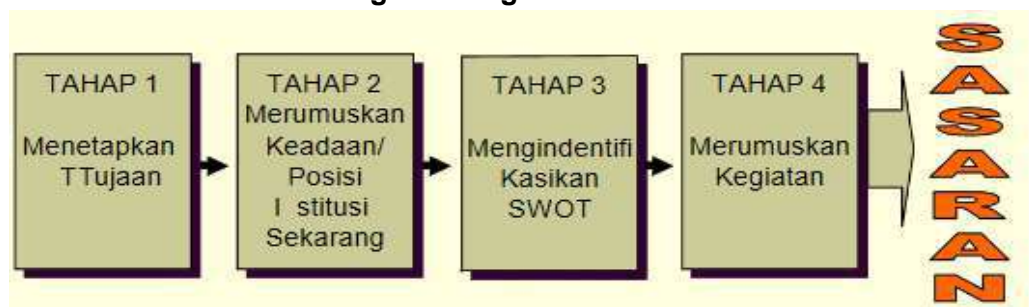 TAHAP 1
Menetapkan
TTujaan
TAHAP 2
Merumuskan
Keadaan/
Posisi
I stitusi
Sekarang
TAHAP 3
Mengindentifi
Kasikan
SWOT
TAHAP 4
Merumuskan
Kegiatan
SASARAN